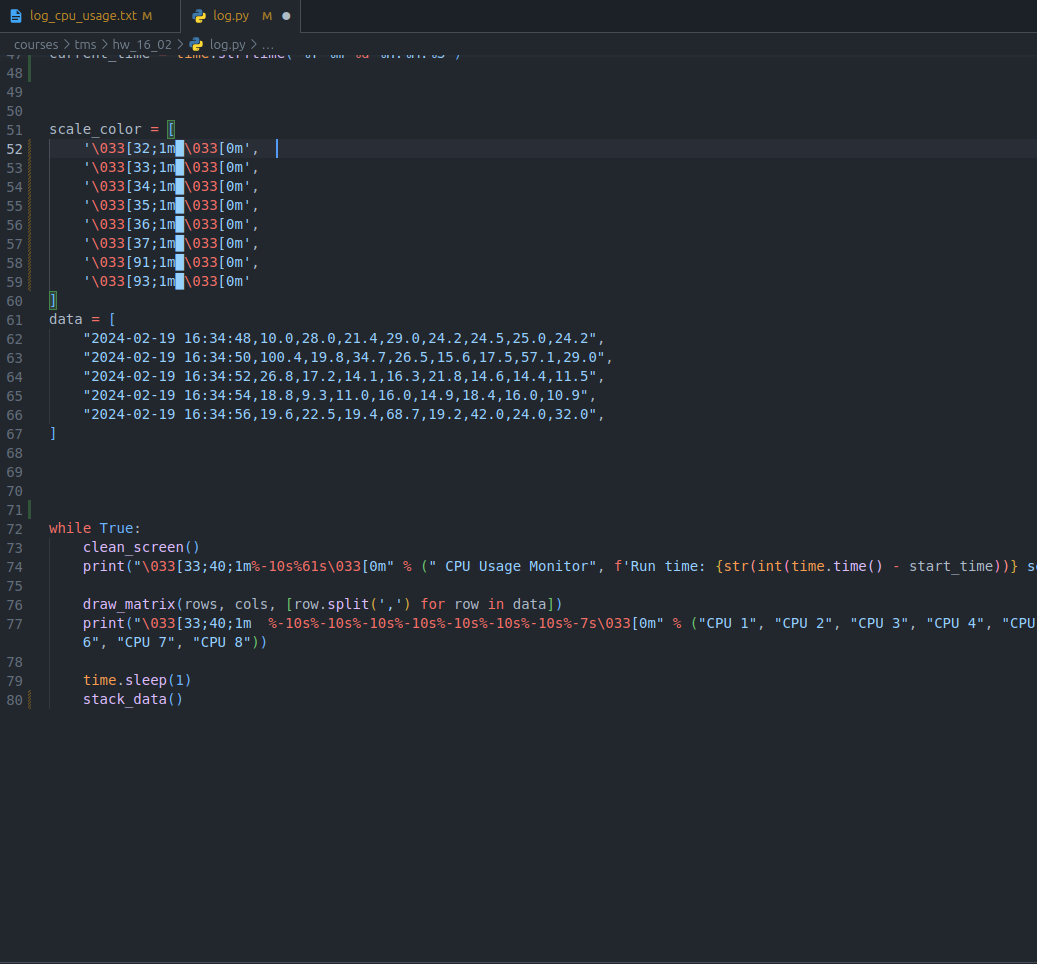 log_cpu_usage.txt M
log.py M ●
courses > tms > hw_16_02 > log.py > ...
48
49
50
51 scale_color = [
52 '\033[32;1m█\033[0m',
53 '\033[33;1m█\033[0m',
54 '\033[34;1m█\033[0m',
55 '\033[35;1m█\033[0m',
56 '\033[36;1m█\033[0m',
57 '\033[37;1m█\033[0m',
58 '\033[91;1m█\033[0m',
59 '\033[93;1m█\033[0m'
60 ]
61 data = [
62 "2024-02-19 16:34:48,10.0,28.0,21.4,29.0,24.2,24.5,25.0,24.2",
63 "2024-02-19 16:34:50,100.4,19.8,34.7,26.5,15.6,17.5,57.1,29.0",
64 "2024-02-19 16:34:52,26.8,17.2,14.1,16.3,21.8,14.6,14.4,11.5",
65 "2024-02-19 16:34:54,18.8,9.3,11.0,16.0,14.9,18.4,16.0,10.9",
66 "2024-02-19 16:34:56,19.6,22.5,19.4,68.7,19.2,42.0,24.0,32.0",
67 ]
68
69
70
71
72 while True:
73 clean_screen()
74 print("\033[33;40;1m%-10s%61s\033[0m" % (" CPU Usage Monitor", f'Run time: {str(int(time.time() - start_time))} s
75
76 draw_matrix(rows, cols, [row.split(',') for row in data])
77 print("\033[33;40;1m  %-10s%-10s%-10s%-10s%-10s%-10s%-10s%-7s\033[0m" % ("CPU 1", "CPU 2", "CPU 3", "CPU 4", "CPU
6", "CPU 7", "CPU 8"))
78
79 time.sleep(1)
80 stack_data()